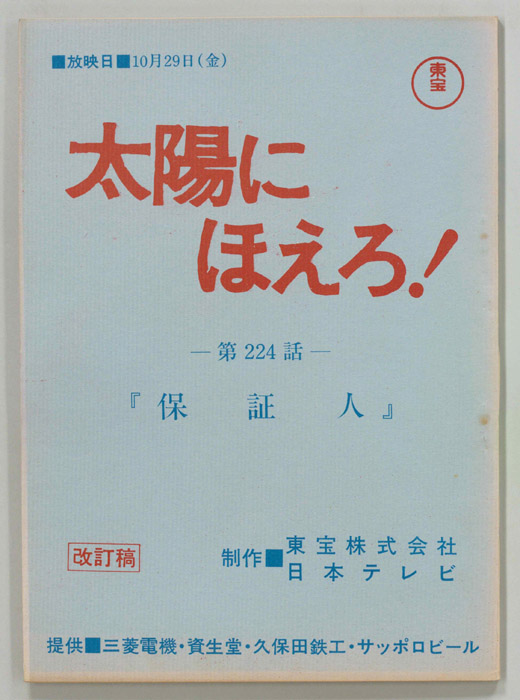 ■放映日■10月29日(金)
東宝
太陽に
ほえろ!
―第224話―
『保証人』
改訂稿
制作■東宝株式会社
日本テレビ
提供■三菱電機・資生堂・久保田鉄工・サッポロビール